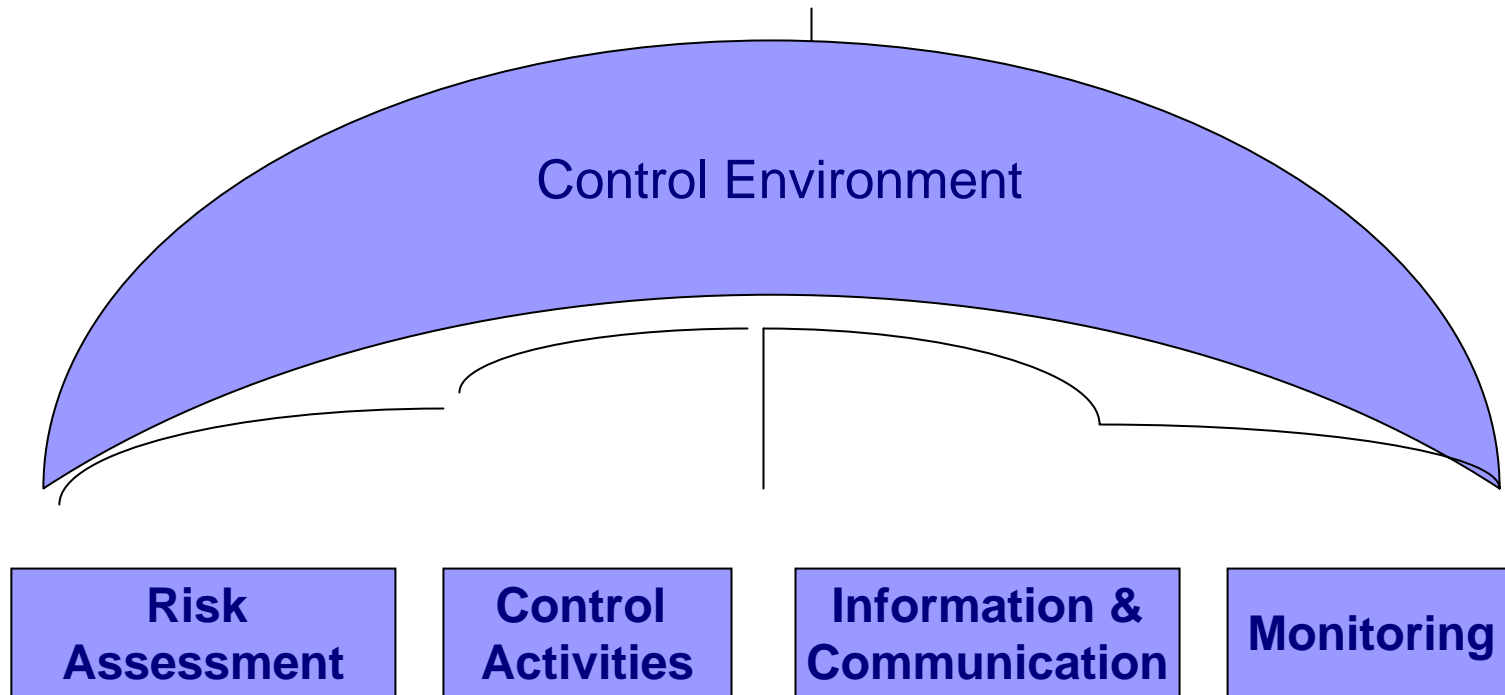 Control Environment
Risk
Assessment
Control
Activities
Information &
Communication
Monitoring